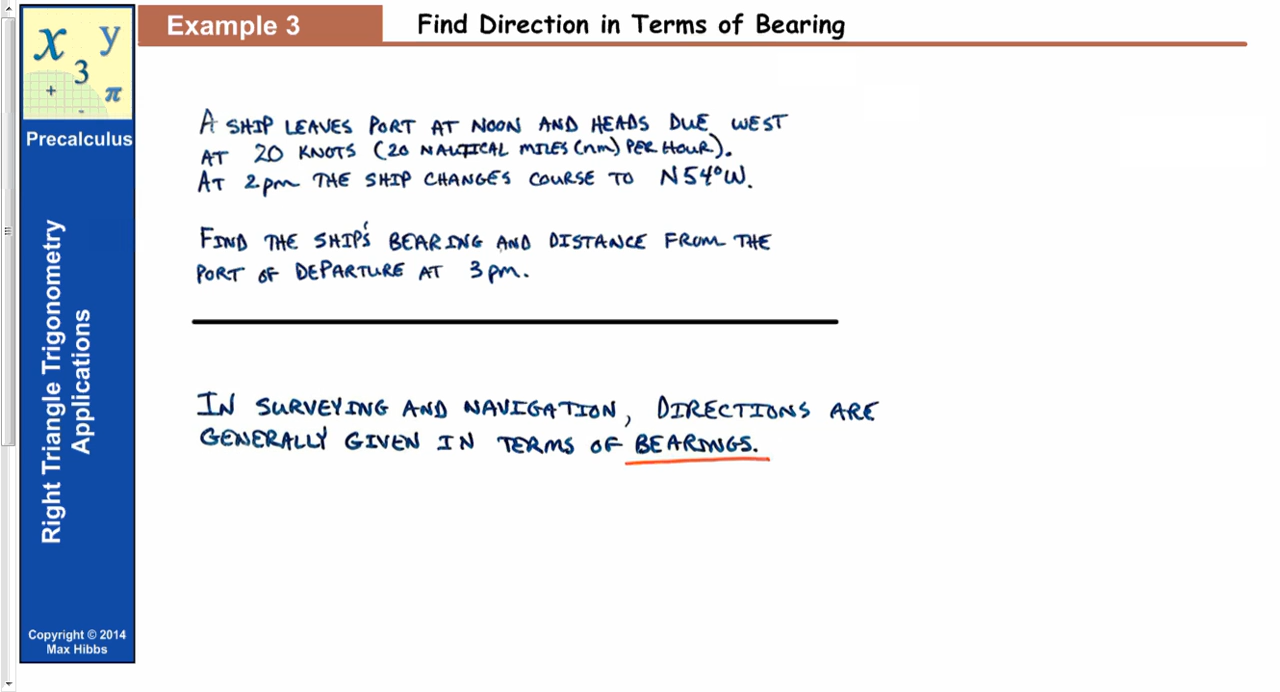 x y
3
+ π
-
Precalculus
Right Triangle Trigonometry
Applications
Copyright © 2014
Max Hibbs
Example 3
Find Direction in Terms of Bearing
A SHIP LEAVES PORT AT NOON AND HEADS DUE WEST
AT 20 KNOTS (20 NAUTICAL MILES (nm) PER HOUR).
AT 2pm THE SHIP CHANGES COURSE TO N54°W.
FIND THE SHIP'S BEARING AND DISTANCE FROM THE
PORT OF DEPARTURE AT 3pm.
IN SURVEYING AND NAVIGATION, DIRECTIONS ARE
GENERALLY GIVEN IN TERMS OF BEARINGS.